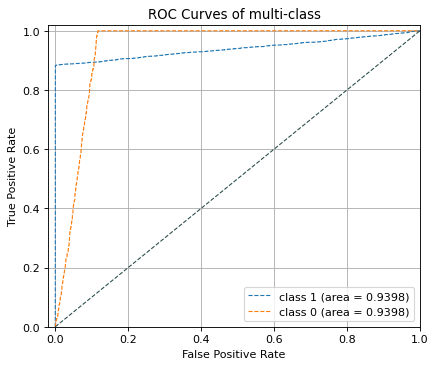 ROC Curves of multi-class
True Positive Rate
1.0
0.8
0.6
0.4
0.2
0.0
class 1 (area = 0.9398)
class 0 (area = 0.9398)
0.0 0.2 0.4 0.6 0.8 1.0
False Positive Rate